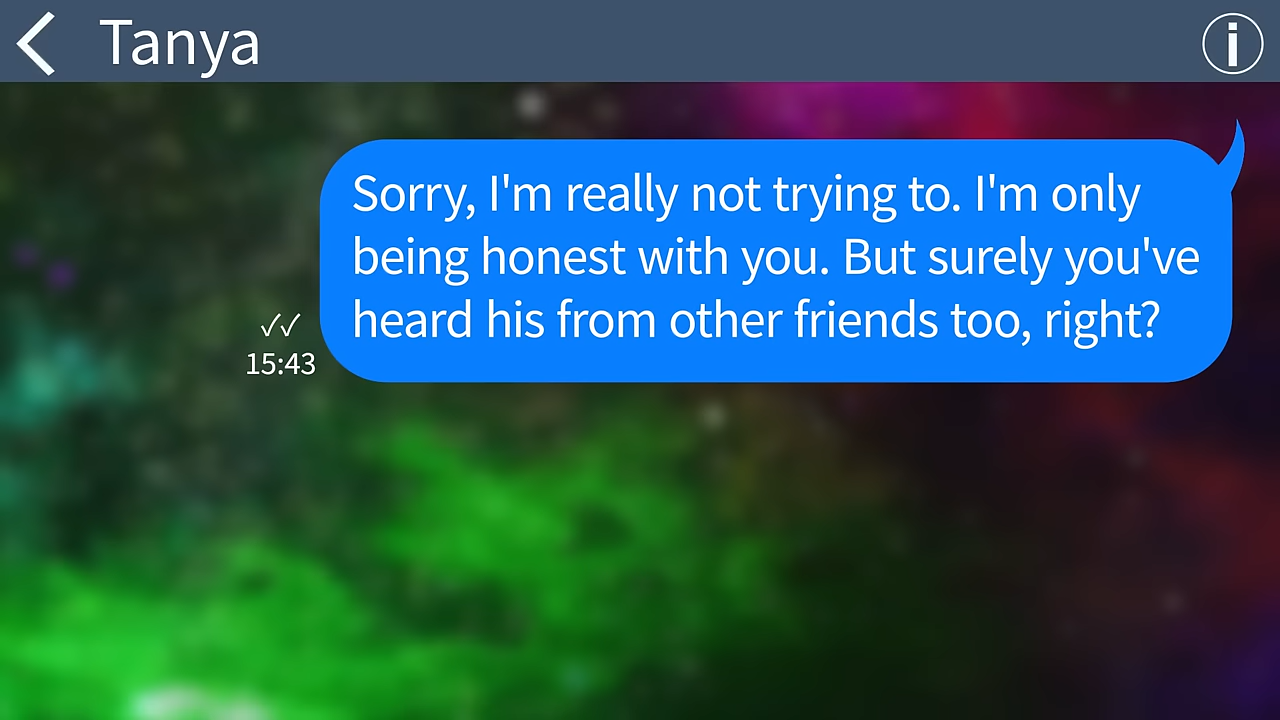 Tanya
Sorry, I'm really not trying to. I'm only
being honest with you. But surely you've
heard his from other friends too, right?
15:43